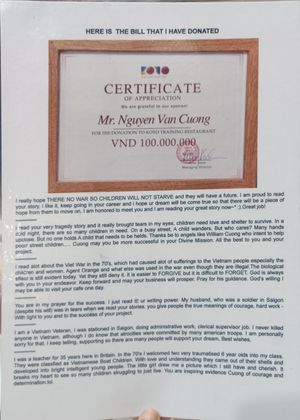 HERE IS THE BILL THAT I HAVE DONATED
KOTO
CERTIFICATE
OF APPRECIATION
We are grateful to our sponsor:
Mr. Nguyen Van Cuong
FOR HIS DONATION TO KOTO TRAINING RESTAURANT
VND 100.000.000
Managing Director
I really hope THERE NO WAR SO CHILDREN WILL NOT STARVE and they will have a future. I am proud to read
your story. I like it, keep going in your career and i hope ur dream will be come true so that there will be a piece of
hope from them to move on. I am honored to meet you and I am reading your great story now~* :) Great job!
I read your very tragedy story and it really brought tears in my eyes, children need love and shelter to survive. In a
cold night, there are so many children in need. On a busy street, A child wanders, But who cares? Many hands
upclose, But no one holds A child that needs to be helds. Thanks be to angels like William Cuong who intend to help
poor street children...... Cuong may you be more successful in your Divine Mission. All the best to you and your
project.
I read alot about the Viet War in the 70's, which had caused alot of sufferings to the Vietnam people especially the
children and women. Agent Orange and what else was used in the war even though they are illegel.The biological
effect is still evident today. Yet they still deny it. It is easier to FORGIVE but it is difficult to FORGET. God is always
with you in your endeavor. Keep forward and may your business will prosper. Pray for his guidance. God's willing I
may be able to visit your cafe one day.
You are in my prayer for the success. I just read it( ur writing power. My husband, who was a soldier in Saigon
(despite his will) was in tears when we read your stories. you give people the true meanings of courage, hard work -
Wish light to you and to the success of your project.
I am a Vietnam Veteran, I was stationed in Saigon, doing administrative work, clerical supervisor job. I never killed
anyone in Vietnam, although I do know that atrocities were committed by many american troops. I am personally
sorry for that. I keep telling, supporting so there are many people will support your dream, Best wishes.
I was a teacher for 35 years here in Britain. In the 70's I welcomed two very traumatised 6 year olds into my class.
They were classified as Vietnamese Boat Children. With love and understanding they came out of their shells and
developed into bright intelligent young people. The little girl drew me a picture which I still have and cherish. It
breaks my heart to see so many children struggling to just live. You are inspiring evidence Cuong of courage and
determination.lol.